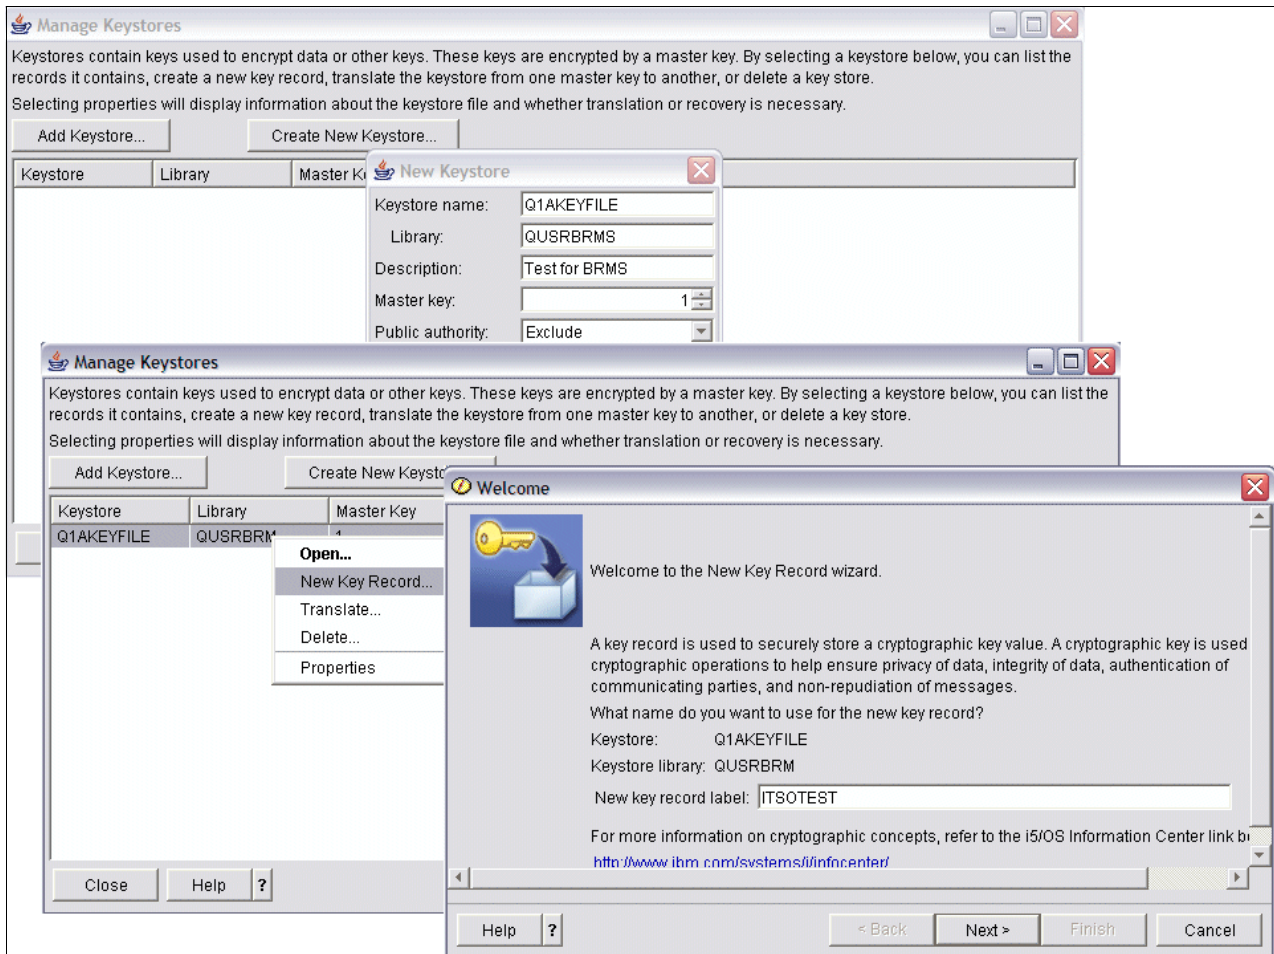 Manage Keystores
Keystores contain keys used to encrypt data or other keys. These keys are encrypted by a master key. By selecting a keystore below, you can list the
records it contains, create a new key record, translate the keystore from one master key to another, or delete a key store.
Selecting properties will display information about the keystore file and whether translation or recovery is necessary.
Add Keystore... Create New Keystore...
Keystore Library Master K
New Keystore
Keystore name: Q1AKEYFILE
Library: QUSRBRMS
Description: Test for BRMS
Master key: 1
Public authority: Exclude
Manage Keystores
Keystores contain keys used to encrypt data or other keys. These keys are encrypted by a master key. By selecting a keystore below, you can list the
records it contains, create a new key record, translate the keystore from one master key to another, or delete a key store.
Selecting properties will display information about the keystore file and whether translation or recovery is necessary.
Add Keystore... Create New Keysto
Keystore Library Master Key
Q1AKEYFILE QUSRBRM 1
Open...
New Key Record...
Translate...
Delete...
Properties
Close Help ?
Welcome
Welcome to the New Key Record wizard.
A key record is used to securely store a cryptographic key value. A cryptographic key is used
cryptographic operations to help ensure privacy of data, integrity of data, authentication of
communicating parties, and non-repudiation of messages.
What name do you want to use for the new key record?
Keystore: Q1AKEYFILE
Keystore library: QUSRBRM
New key record label: ITSOTEST
For more information on cryptographic concepts, refer to the i5/OS Information Center link b
http://www.ibm.com/systems/i/infocenter/
Help ? < Back Next > Finish Cancel